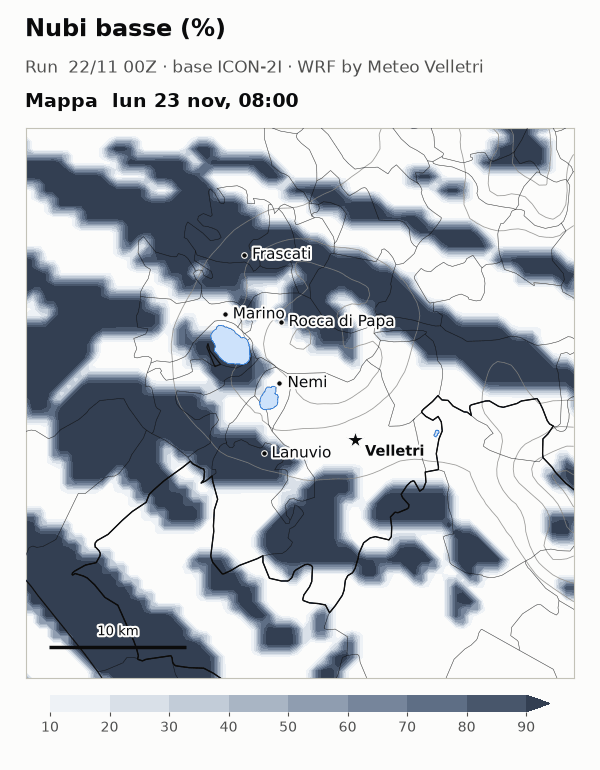 Nubi basse (%)
Run  22/11 00Z · base ICON-2I · WRF by Meteo Velletri
Mappa  lun 23 nov, 08:00
Frascati
Marino
Rocca di Papa
Nemi
Velletri
Lanuvio
10 km
10 20 30 40 50 60 70 80 90